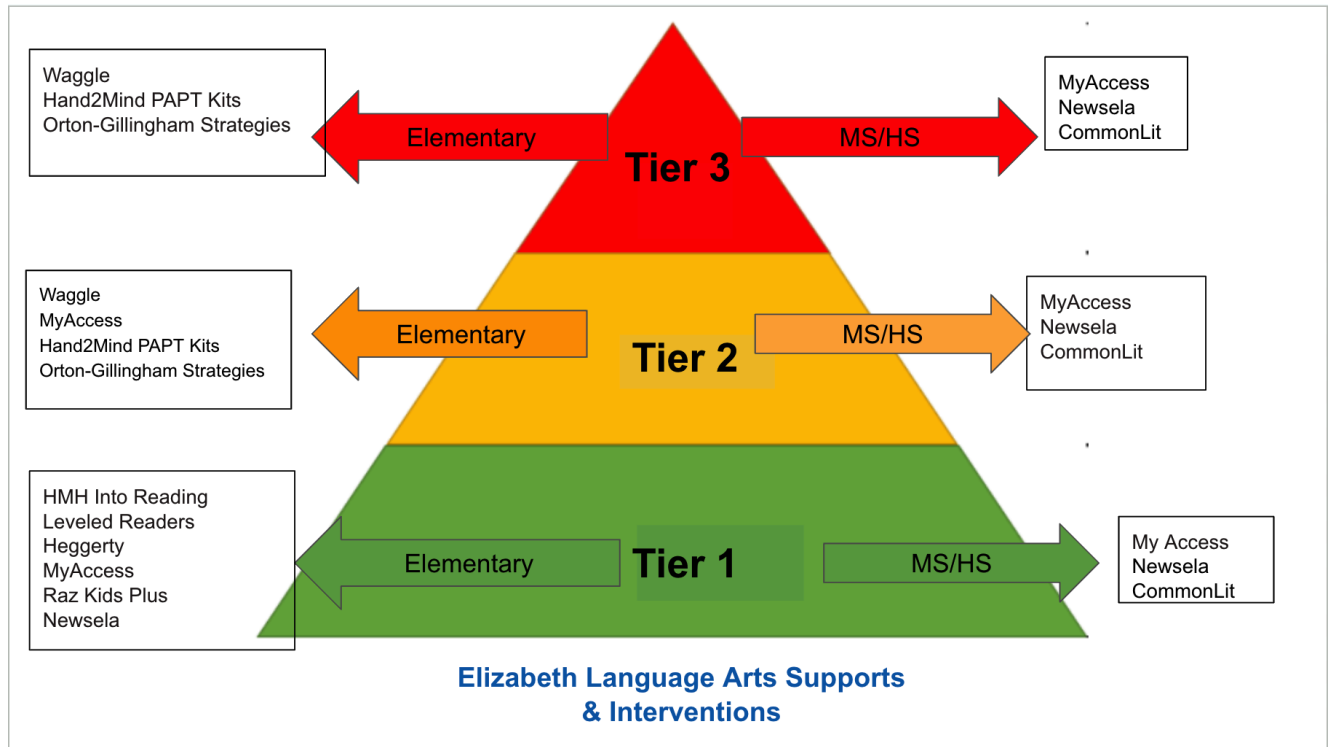 Waggle
Hand2Mind PAPT Kits
Orton-Gillingham Strategies
Elementary
Tier 3
MS/HS
MyAccess
Newsela
CommonLit
Waggle
MyAccess
Hand2Mind PAPT Kits
Orton-Gillingham Strategies
Elementary
Tier 2
MS/HS
MyAccess
Newsela
CommonLit
HMH Into Reading
Leveled Readers
Heggerty
MyAccess
Raz Kids Plus
Newsela
Elementary
Tier 1
MS/HS
My Access
Newsela
CommonLit
Elizabeth Language Arts Supports
& Interventions